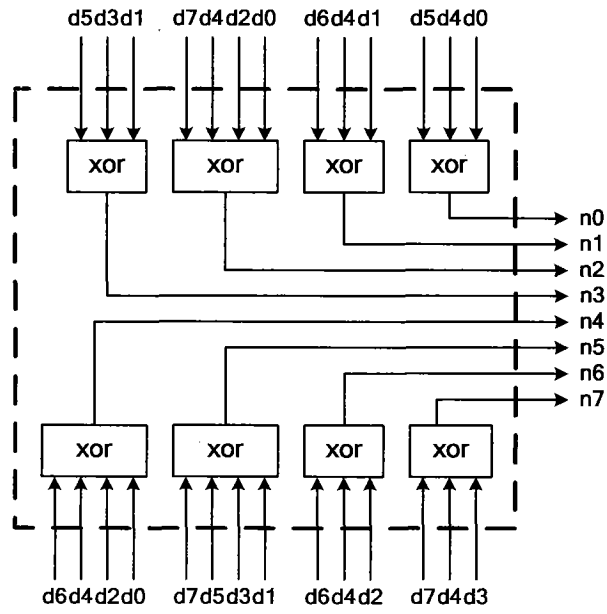 d5d3d1 d7d4d2d0 d6d4d1 d5d4d0
xor xor xor xor
n0
n1
n2
n3
n4
n5
n6
n7
xor xor xor xor
d6d4d2d0 d7d5d3d1 d6d4d2 d7d4d3